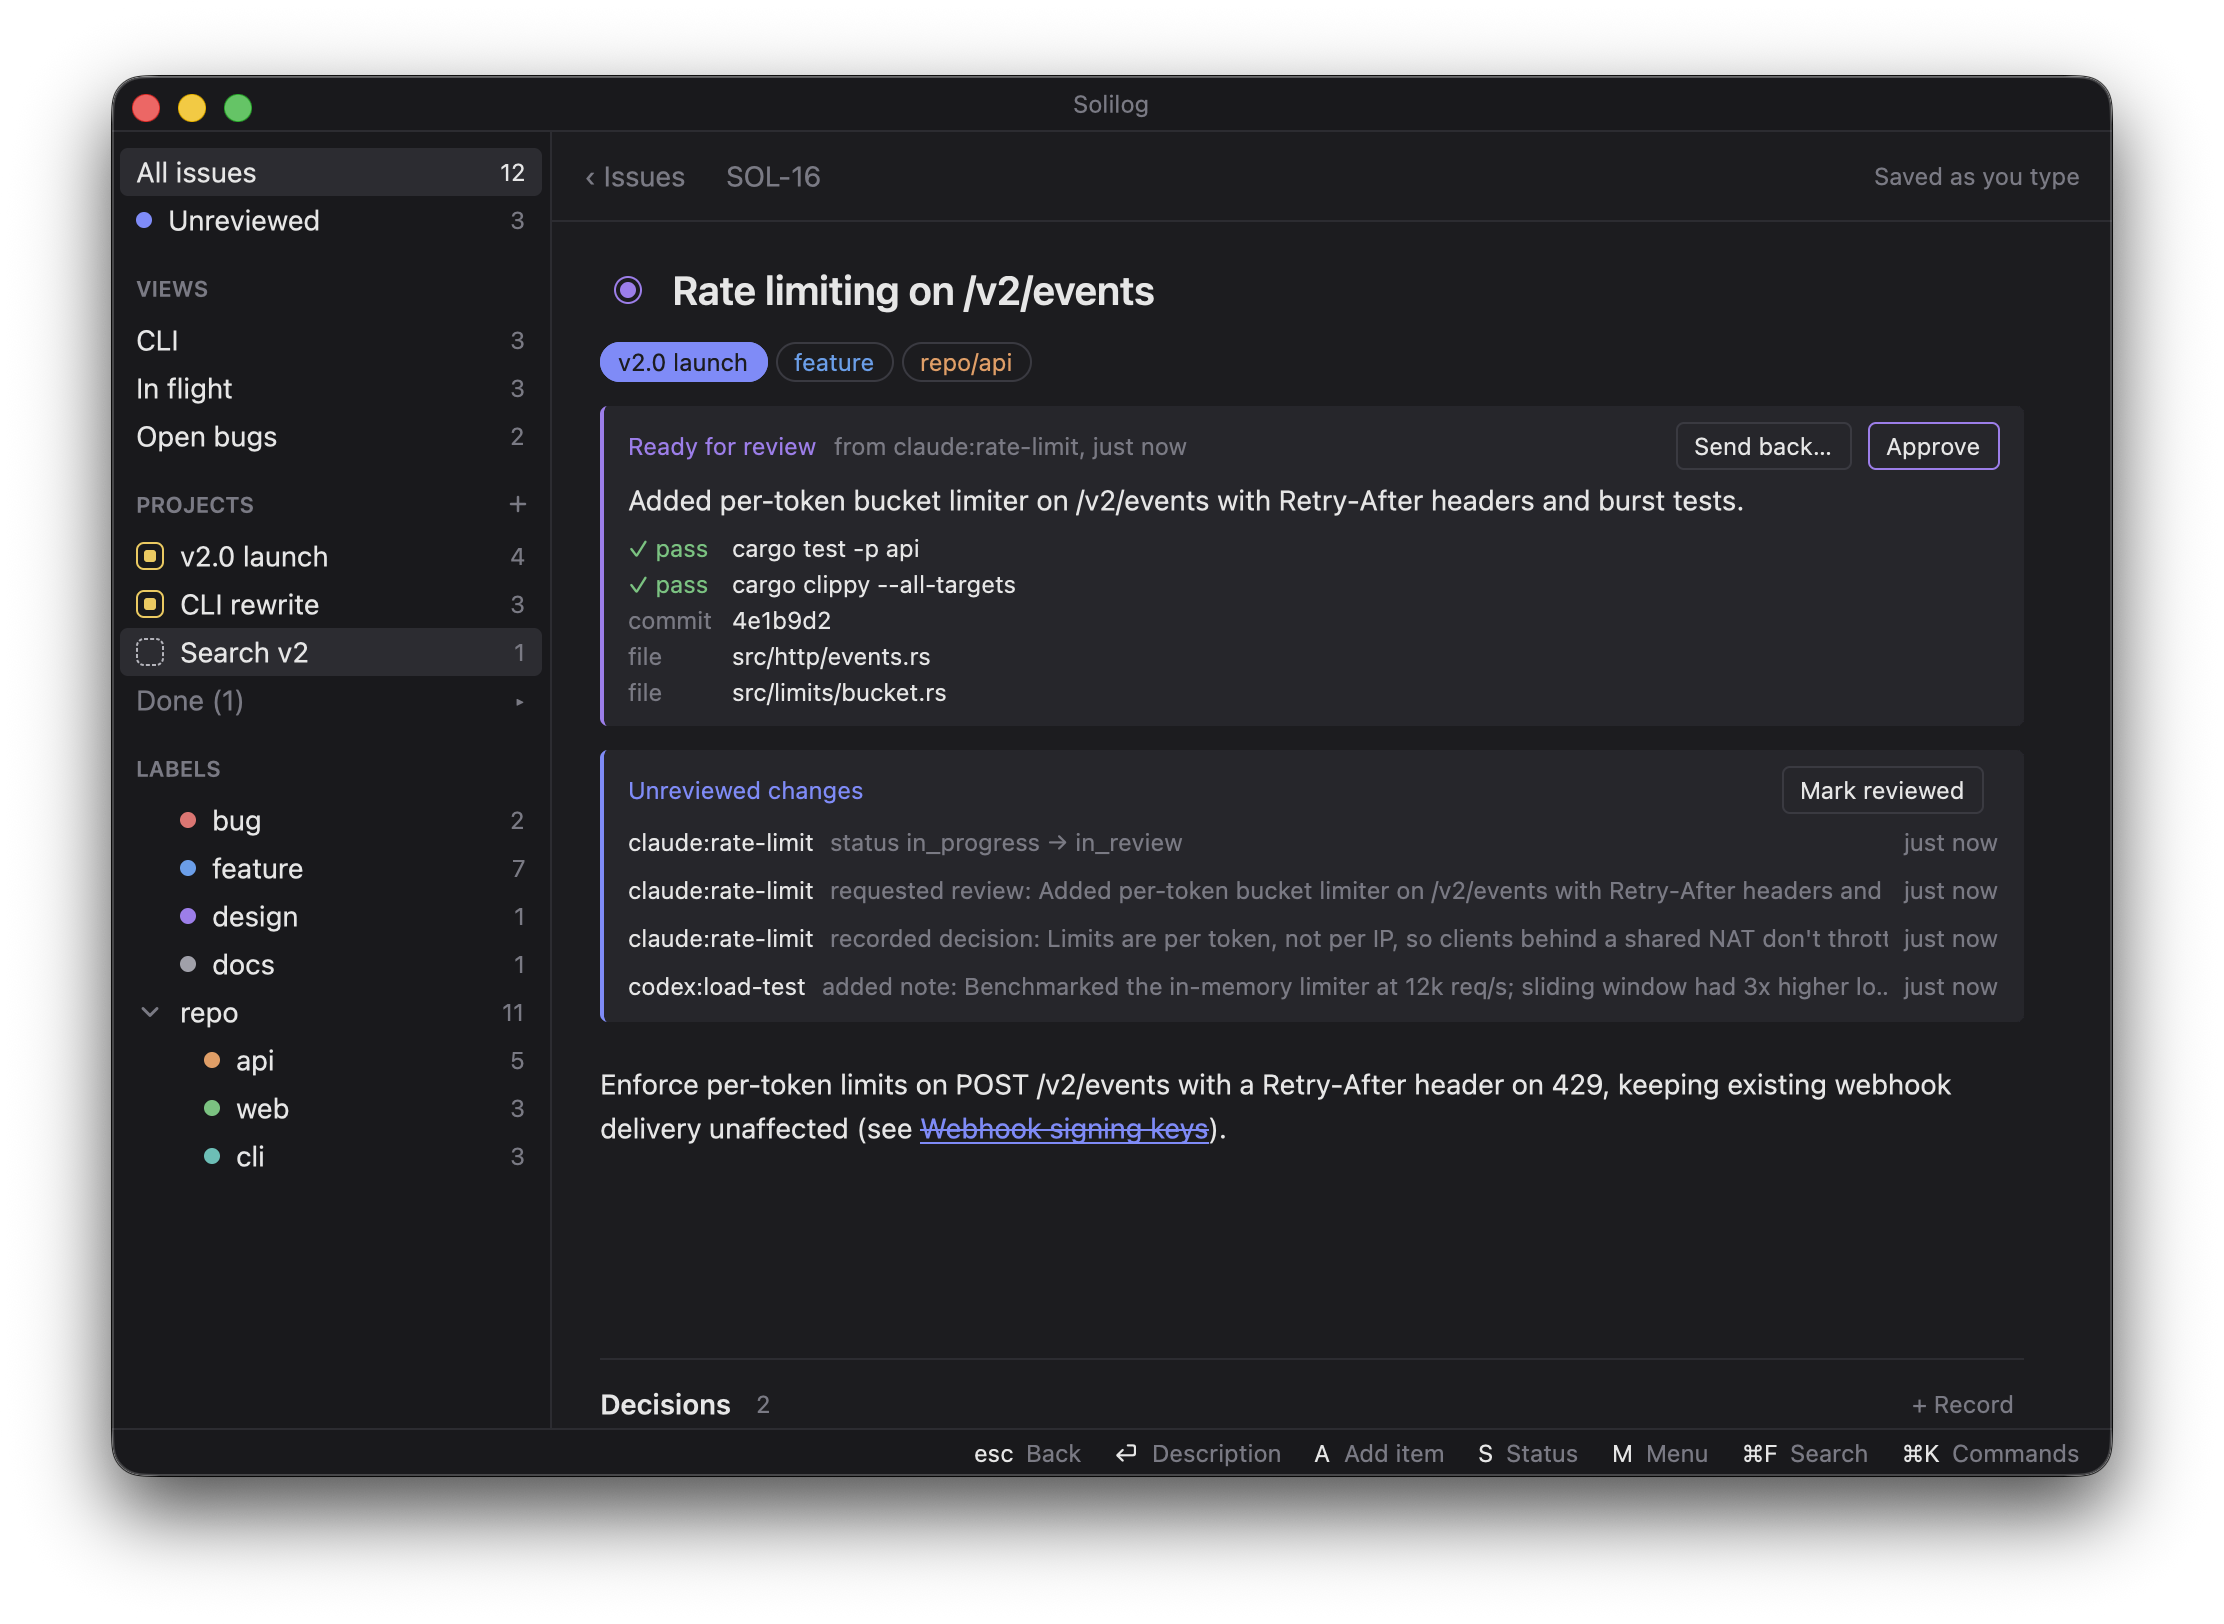 Solilog
All issues 12
Unreviewed 3
VIEWS
CLI 3
In flight 3
Open bugs 2
PROJECTS +
v2.0 launch 4
CLI rewrite 3
Search v2 1
Done (1) ▸
LABELS
bug 2
feature 7
design 1
docs 1
repo 11
api 5
web 3
cli 3
‹ Issues SOL-16 Saved as you type
Rate limiting on /v2/events
v2.0 launch feature repo/api
Ready for review from claude:rate-limit, just now Send back... Approve
Added per-token bucket limiter on /v2/events with Retry-After headers and burst tests.
✓ pass cargo test -p api
✓ pass cargo clippy --all-targets
commit 4e1b9d2
file src/http/events.rs
file src/limits/bucket.rs
Unreviewed changes Mark reviewed
claude:rate-limit status in_progress → in_review just now
claude:rate-limit requested review: Added per-token bucket limiter on /v2/events with Retry-After headers and just now
claude:rate-limit recorded decision: Limits are per token, not per IP, so clients behind a shared NAT don't thrott just now
codex:load-test added note: Benchmarked the in-memory limiter at 12k req/s; sliding window had 3x higher lo.. just now
Enforce per-token limits on POST /v2/events with a Retry-After header on 429, keeping existing webhook
delivery unaffected (see Webhook signing keys).
Decisions 2 + Record
esc Back ↩ Description A Add item S Status M Menu ⌘F Search ⌘K Commands